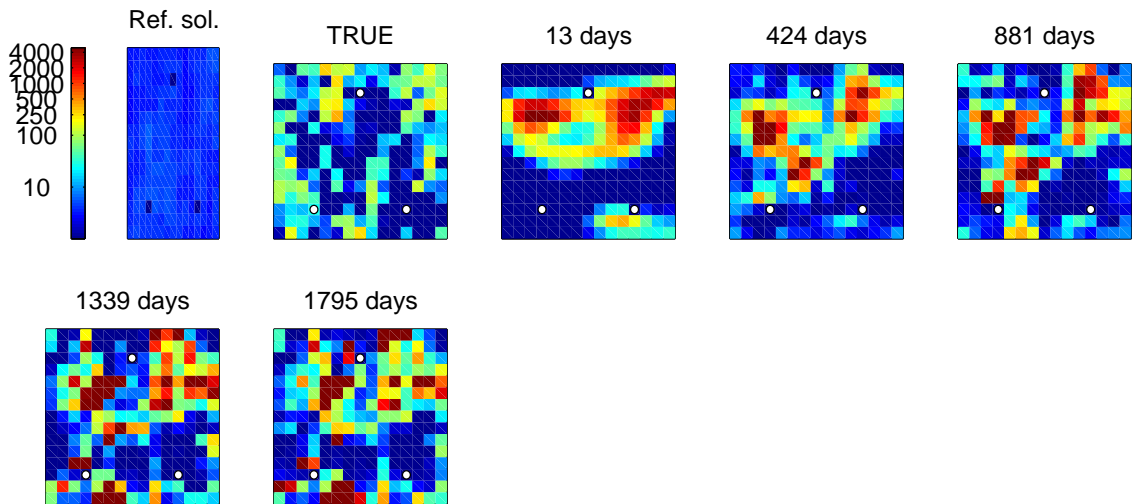 Ref. sol.
TRUE
13 days
424 days
881 days
4000
2000
1000
500
250
100
10
1339 days
1795 days